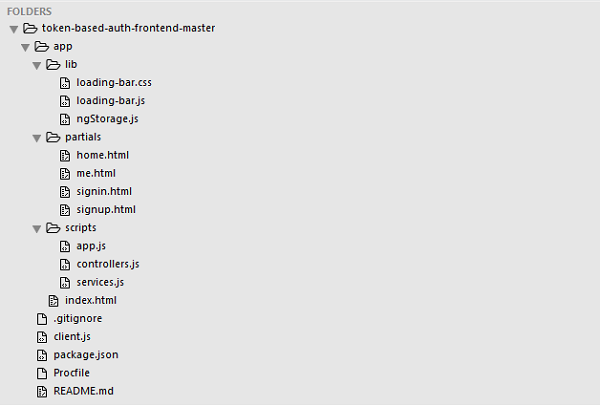 FOLDERS
token-based-auth-frontend-master
app
lib
loading-bar.css
loading-bar.js
ngStorage.js
partials
home.html
me.html
signin.html
signup.html
scripts
app.js
controllers.js
services.js
index.html
.gitignore
client.js
package.json
Procfile
README.md